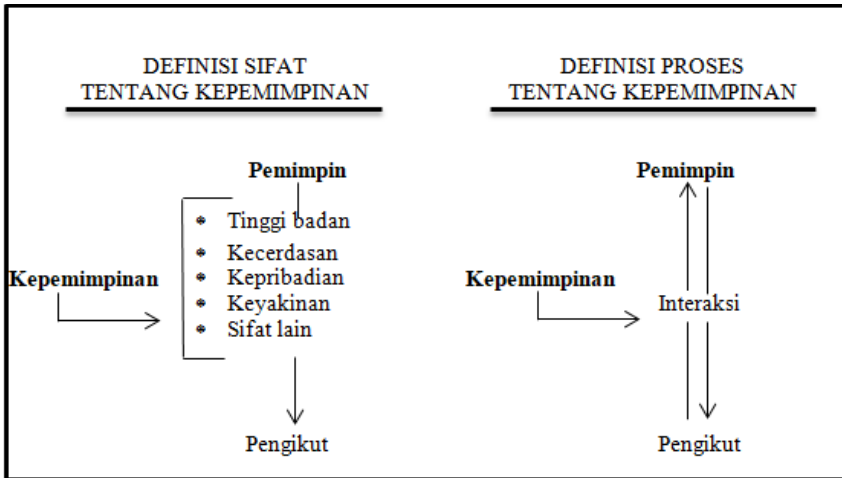 DEFINISI SIFAT
TENTANG KEPEMIMPINAN
Pemimpin
Tinggi badan
Kecerdasan
Kepribadian
Keyakinan
Sifat lain
Kepemimpinan
Pengikut
DEFINISI PROSES
TENTANG KEPEMIMPINAN
Pemimpin
Kepemimpinan
Interaksi
Pengikut